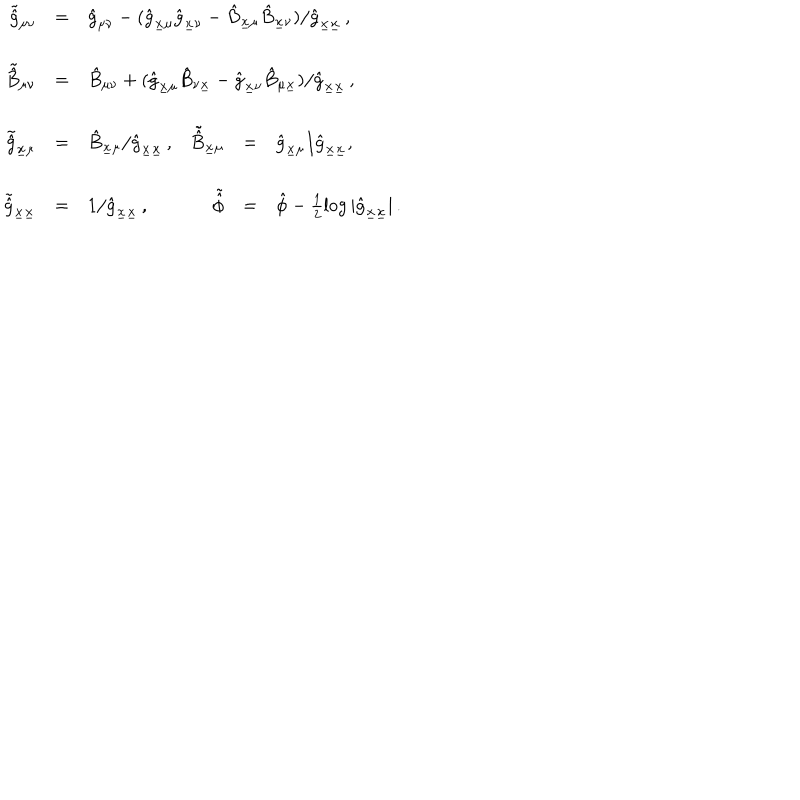 $\tilde{\hat{g}}_{\mu\nu} = \hat{g}_{\mu\nu} - (\hat{g}_{\underline{x}\mu}\hat{g}_{\underline{x}\nu} - \hat{B}_{\underline{x}\mu}\hat{B}_{\underline{x}\nu})/\hat{g}_{\underline{x}\underline{x}}\, ,$
$\tilde{\hat{B}}_{\mu\nu} = \hat{B}_{\mu\nu} + (\hat{g}_{\underline{x}\mu}\hat{B}_{\nu\underline{x}} - \hat{g}_{\underline{x}\nu}\hat{B}_{\mu\underline{x}})/\hat{g}_{\underline{x}\underline{x}}\, ,$
$\tilde{\hat{g}}_{\underline{x}\mu} = \hat{B}_{\underline{x}\mu}/\hat{g}_{\underline{x}\underline{x}}\, , \quad \tilde{\hat{B}}_{\underline{x}\mu} = \hat{g}_{\underline{x}\mu}/\hat{g}_{\underline{x}\underline{x}}\, ,$
$\tilde{\hat{g}}_{\underline{x}\underline{x}} = 1/\hat{g}_{\underline{x}\underline{x}}\, , \quad \tilde{\hat{\phi}} = \hat{\phi} - \frac{1}{2}\log|\hat{g}_{\underline{x}\underline{x}}|\, .$